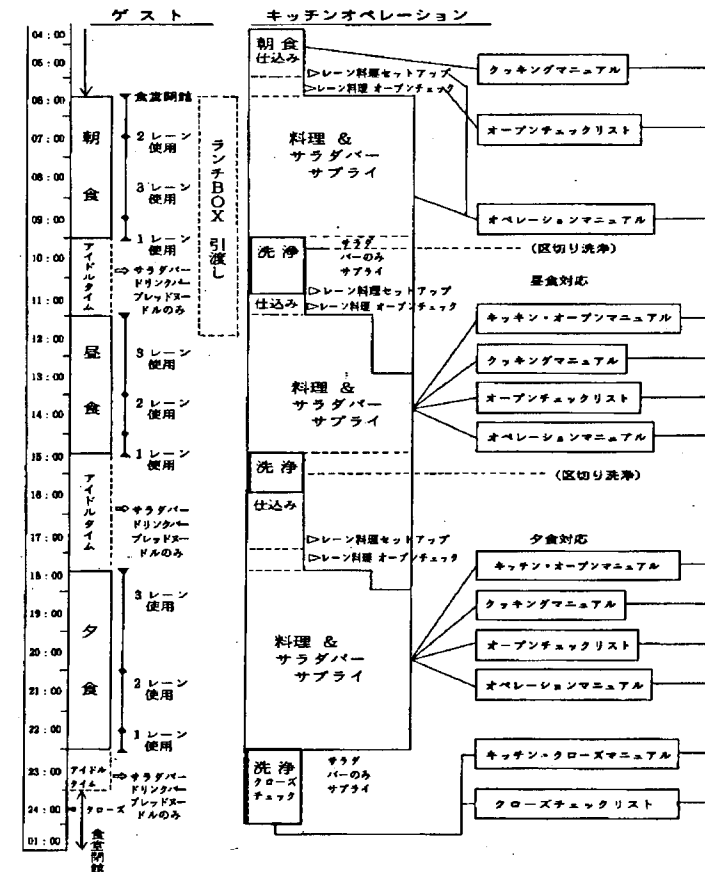 ゲスト
キッチンオペレーション
04:00
05:00
06:00
07:00
08:00
09:00
10:00
11:00
12:00
13:00
14:00
15:00
16:00
17:00
18:00
19:00
20:00
21:00
22:00
23:00
24:00
01:00
朝食
アイドルタイム
昼食
アイドルタイム
夕食
アイドル
タイム
クローズ
食堂閉館
食堂開館
2レーン
使用
3レーン
使用
1レーン
使用
⇨サラダバー
ドリンクバー
ブレッドヌー
ドルのみ
3レーン
使用
2レーン
使用
1レーン
使用
⇨サラダバー
ドリンクバー
ブレッドヌー
ドルのみ
3レーン
使用
2レーン
使用
1レーン
使用
⇨サラダバー
ドリンクバー
ブレッドヌー
ドルのみ
ランチBOX 引渡し
朝食
仕込み
▷レーン料理セットアップ
▷レーン料理 オープンチェック
料理 &
サラダバー
サプライ
洗浄
サラダ
バーのみ
サプライ
仕込み
▷レーン料理セットアップ
▷レーン料理 オープンチェック
料理 &
サラダバー
サプライ
洗浄
仕込み
▷レーン料理セットアップ
▷レーン料理 オープンチェック
料理 &
サラダバー
サプライ
洗浄
クローズ
チェック
サラダ
バーのみ
サプライ
クッキングマニュアル
オープンチェックリスト
オペレーションマニュアル
(区切り洗浄)
昼食対応
キッキン・オープンマニュアル
クッキングマニュアル
オープンチェックリスト
オペレーションマニュアル
(区切り洗浄)
夕食対応
キッチン・オープンマニュアル
クッキングマニュアル
オープンチェックリスト
オペレーションマニュアル
キッチン・クローズマニュアル
クローズチェックリスト